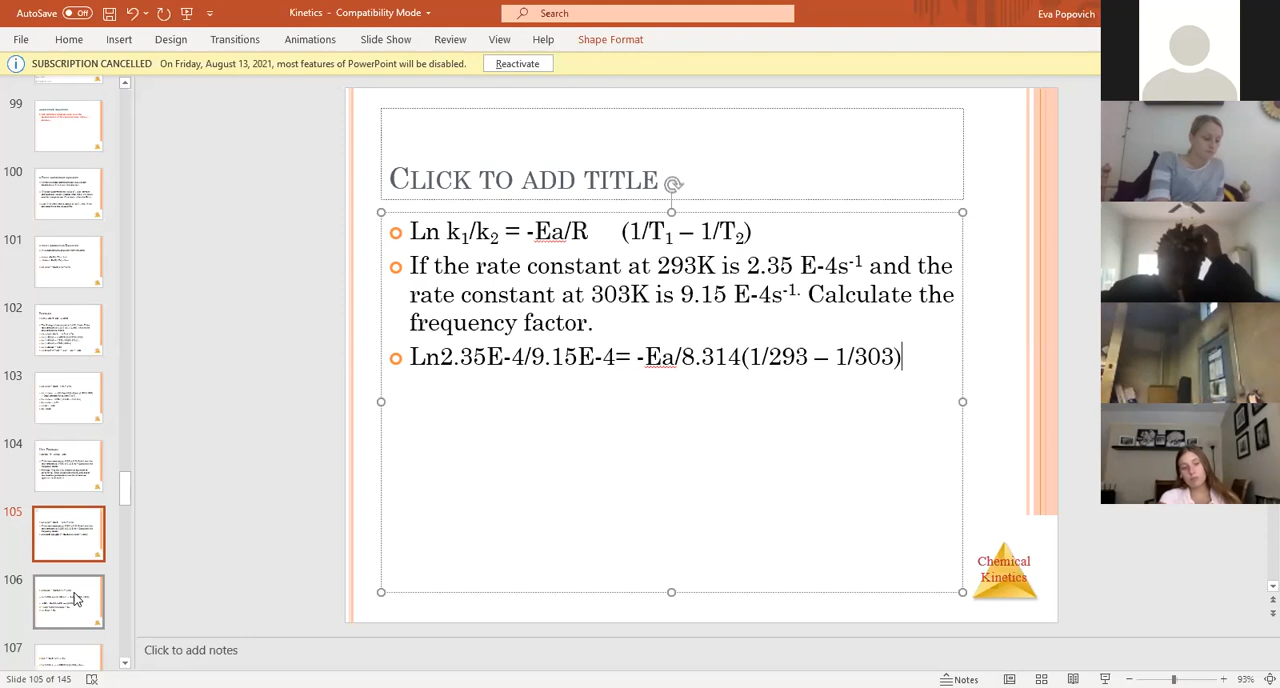 AutoSave Off
Kinetics - Compatibility Mode
Search
Eva Popovich
File Home Insert Design Transitions Animations Slide Show Review View Help Shape Format
SUBSCRIPTION CANCELLED On Friday, August 13, 2021, most features of PowerPoint will be disabled. Reactivate
99
100
101
102
103
104
105
106
107
CLICK TO ADD TITLE
Ln k₁/k₂ = -Ea/R (1/T₁ – 1/T₂)
If the rate constant at 293K is 2.35 E-4s⁻¹ and the
rate constant at 303K is 9.15 E-4s⁻¹. Calculate the
frequency factor.
Ln2.35E-4/9.15E-4= -Ea/8.314(1/293 – 1/303)
Chemical
Kinetics
Click to add notes
Slide 105 of 145
Notes
93%